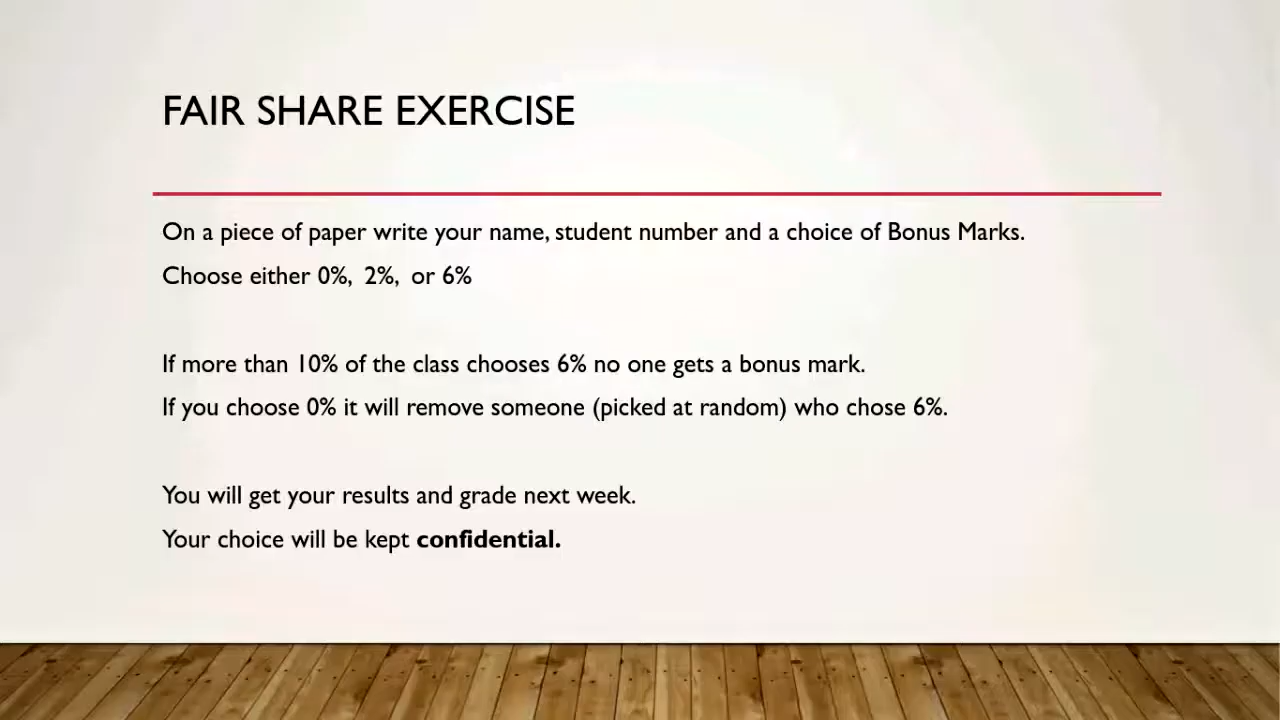 FAIR SHARE EXERCISE
On a piece of paper write your name, student number and a choice of Bonus Marks.
Choose either 0%, 2%, or 6%
If more than 10% of the class chooses 6% no one gets a bonus mark.
If you choose 0% it will remove someone (picked at random) who chose 6%.
You will get your results and grade next week.
Your choice will be kept confidential.